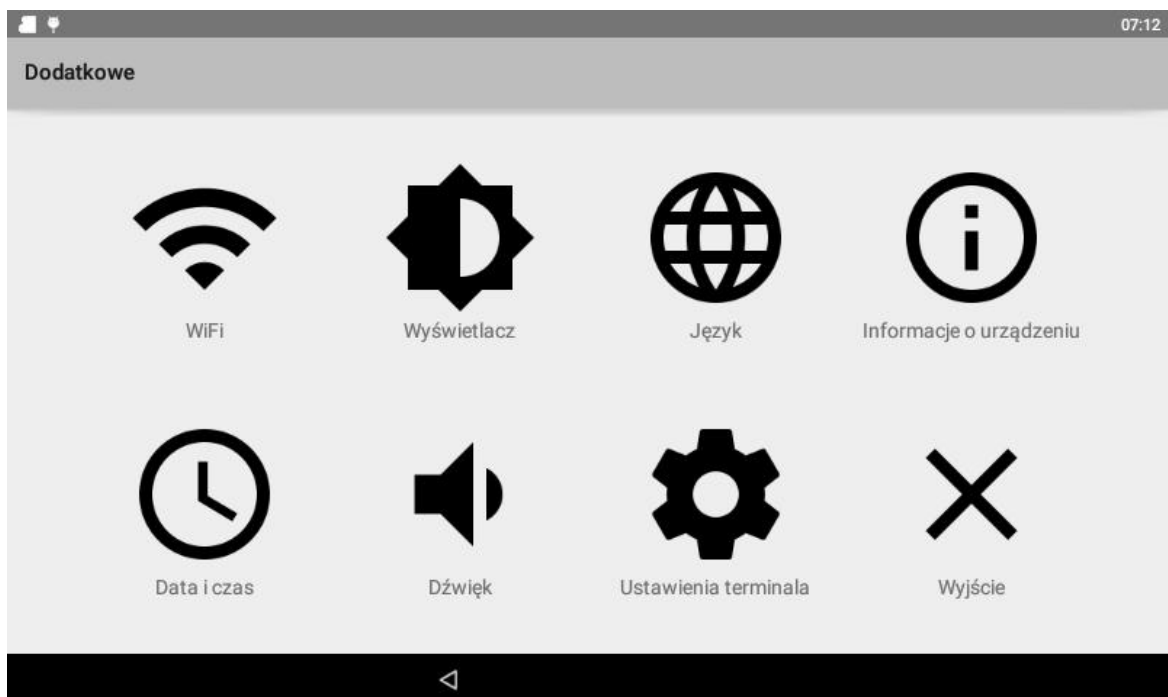 07:12
Dodatkowe
WiFi
Wyświetlacz
Język
Informacje o urządzeniu
Data i czas
Dźwięk
Ustawienia terminala
Wyjście